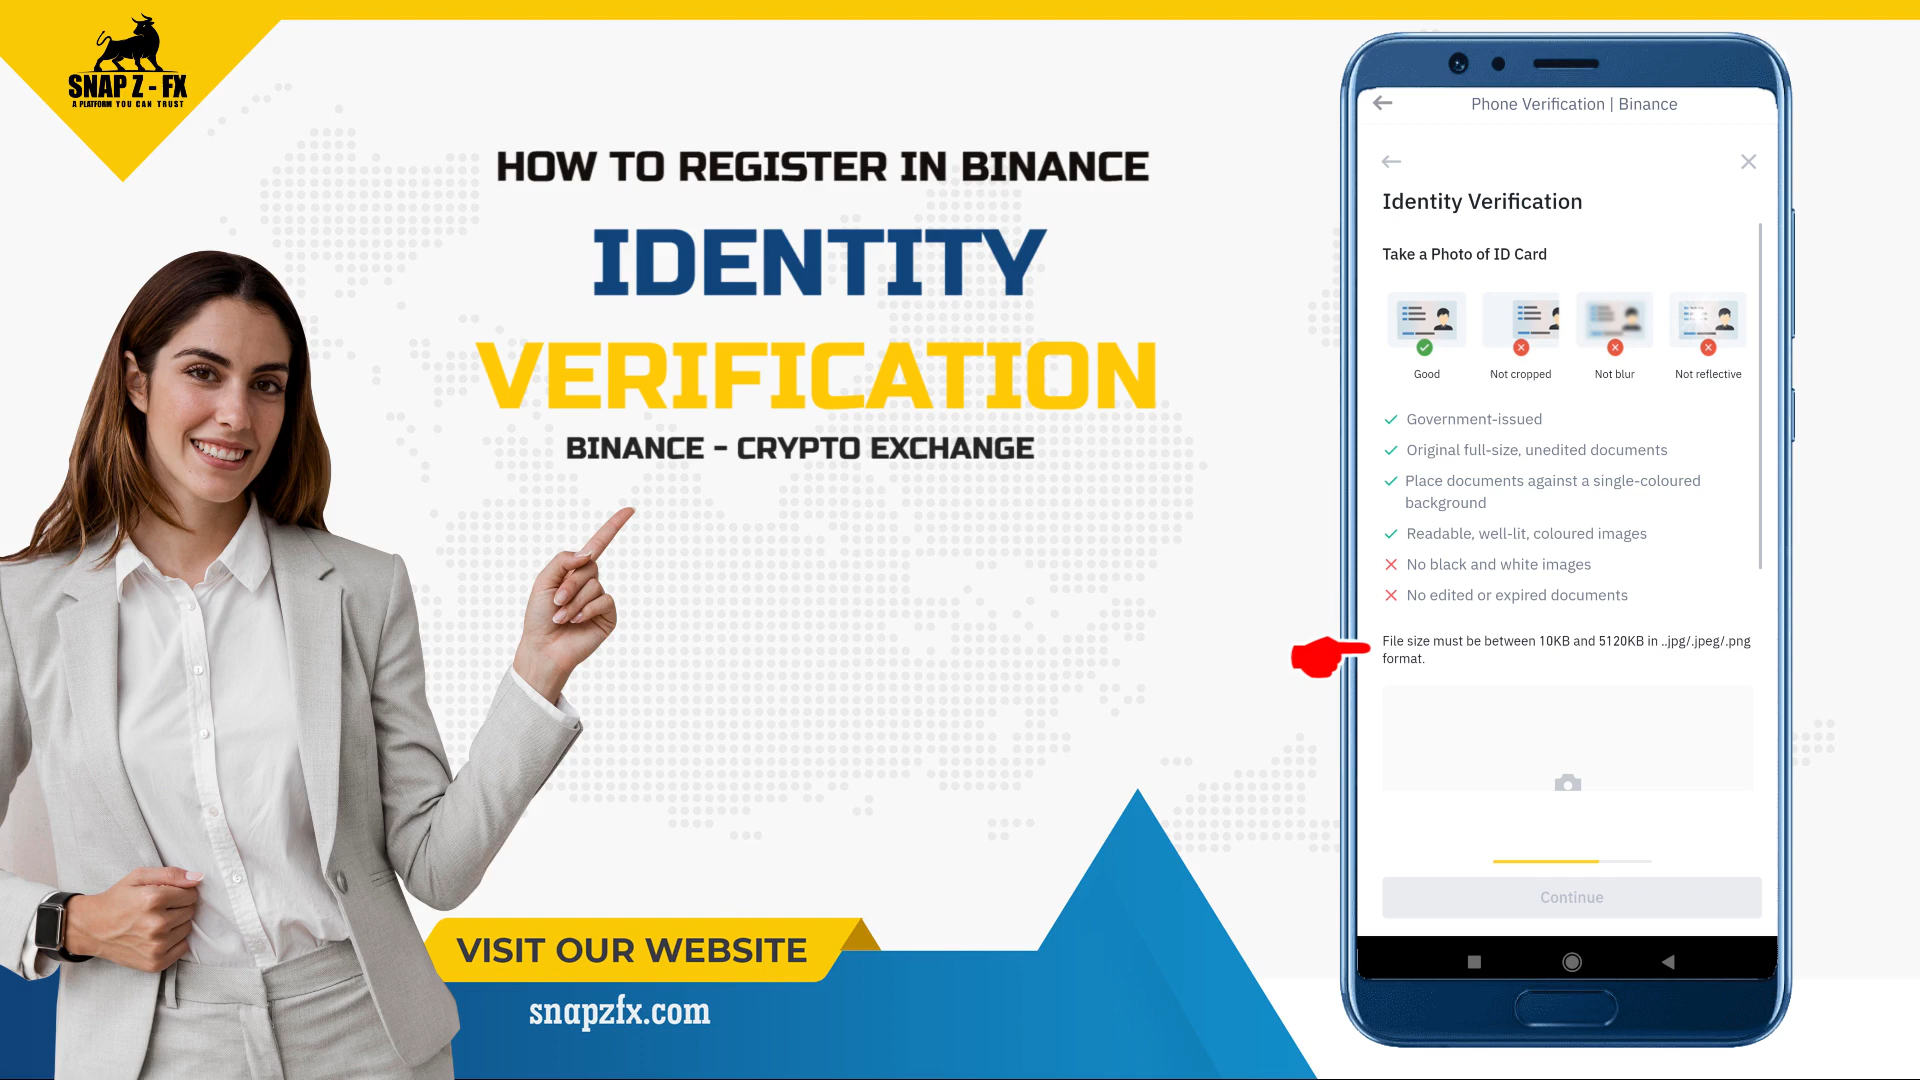 SNAP Z - FX
A PLATFORM YOU CAN TRUST
HOW TO REGISTER IN BINANCE
IDENTITY
VERIFICATION
BINANCE - CRYPTO EXCHANGE
VISIT OUR WEBSITE
snapzfx.com
Phone Verification | Binance
Identity Verification
Take a Photo of ID Card
Good Not cropped Not blur Not reflective
Government-issued
Original full-size, unedited documents
Place documents against a single-coloured
background
Readable, well-lit, coloured images
No black and white images
No edited or expired documents
File size must be between 10KB and 5120KB in ..jpg/.jpeg/.png
format.
Continue